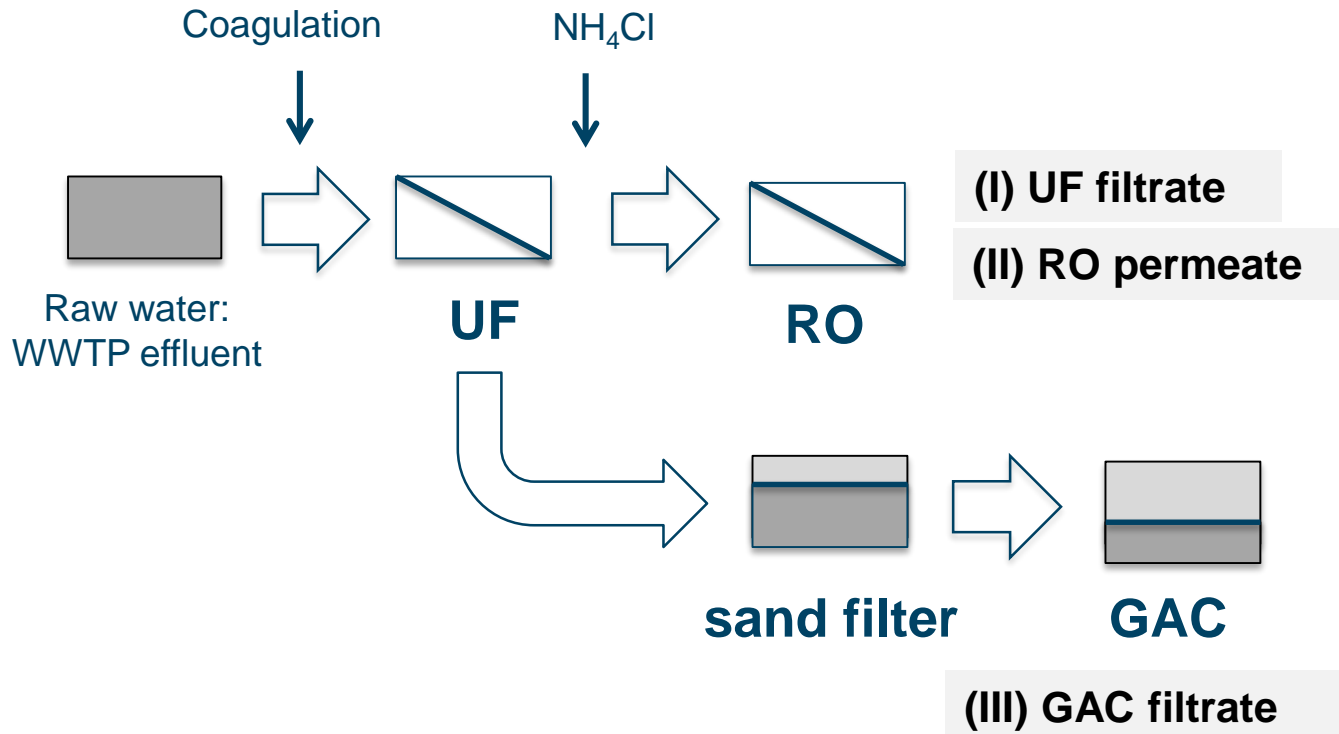 Coagulation
NH₄Cl
(I) UF filtrate
(II) RO permeate
Raw water:
WWTP effluent
UF
RO
sand filter
GAC
(III) GAC filtrate